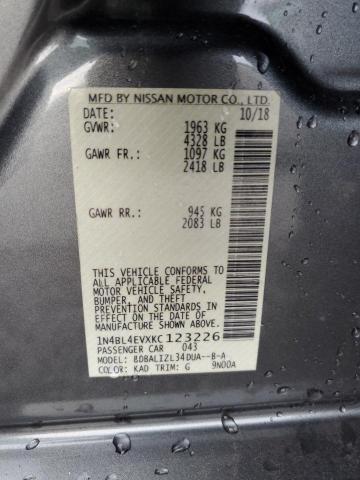 MFD BY NISSAN MOTOR CO., LTD.
DATE: 10/18
GVWR: 1963 KG
4328 LB
GAWR FR.: 1097 KG
2418 LB
GAWR RR.: 945 KG
2083 LB
THIS VEHICLE CONFORMS TO
ALL APPLICABLE FEDERAL
MOTOR VEHICLE SAFETY,
BUMPER, AND THEFT
PREVENTION STANDARDS
IN EFFECT ON THE DATE OF
MANUFACTURE SHOWN ABOVE.
1N4BL4EVXKC123226
PASSENGER CAR 043
MODEL: BDBALIZL34DUA--B-A
COLOR: KAD TRIM: G 9N00A